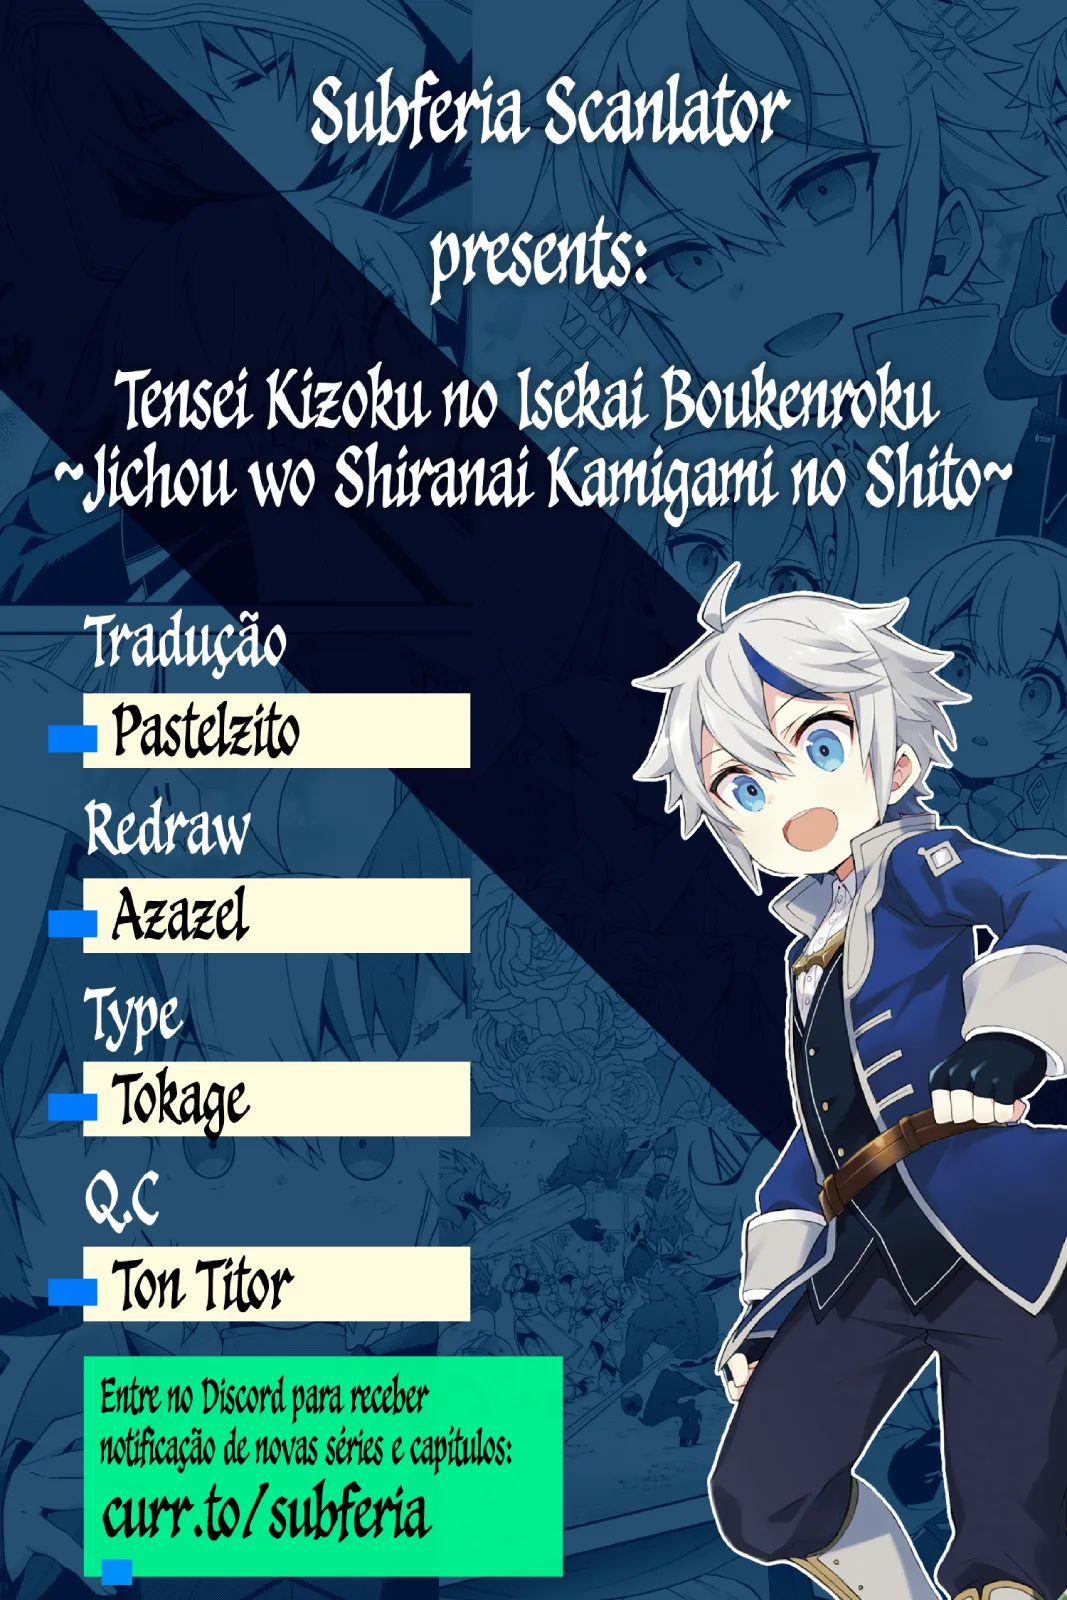 Subferia Scanlator
presents:
Tensei Kizoku no Isekai Boukenroku
~Jichou wo Shiranai Kamigami no Shito~
Tradução
Pastelzito
Redraw
Azazel
Type
Tokage
Q.C
Ton Titor
Entre no Discord para receber
notificação de novas séries e capítulos:
curr.to/subferia